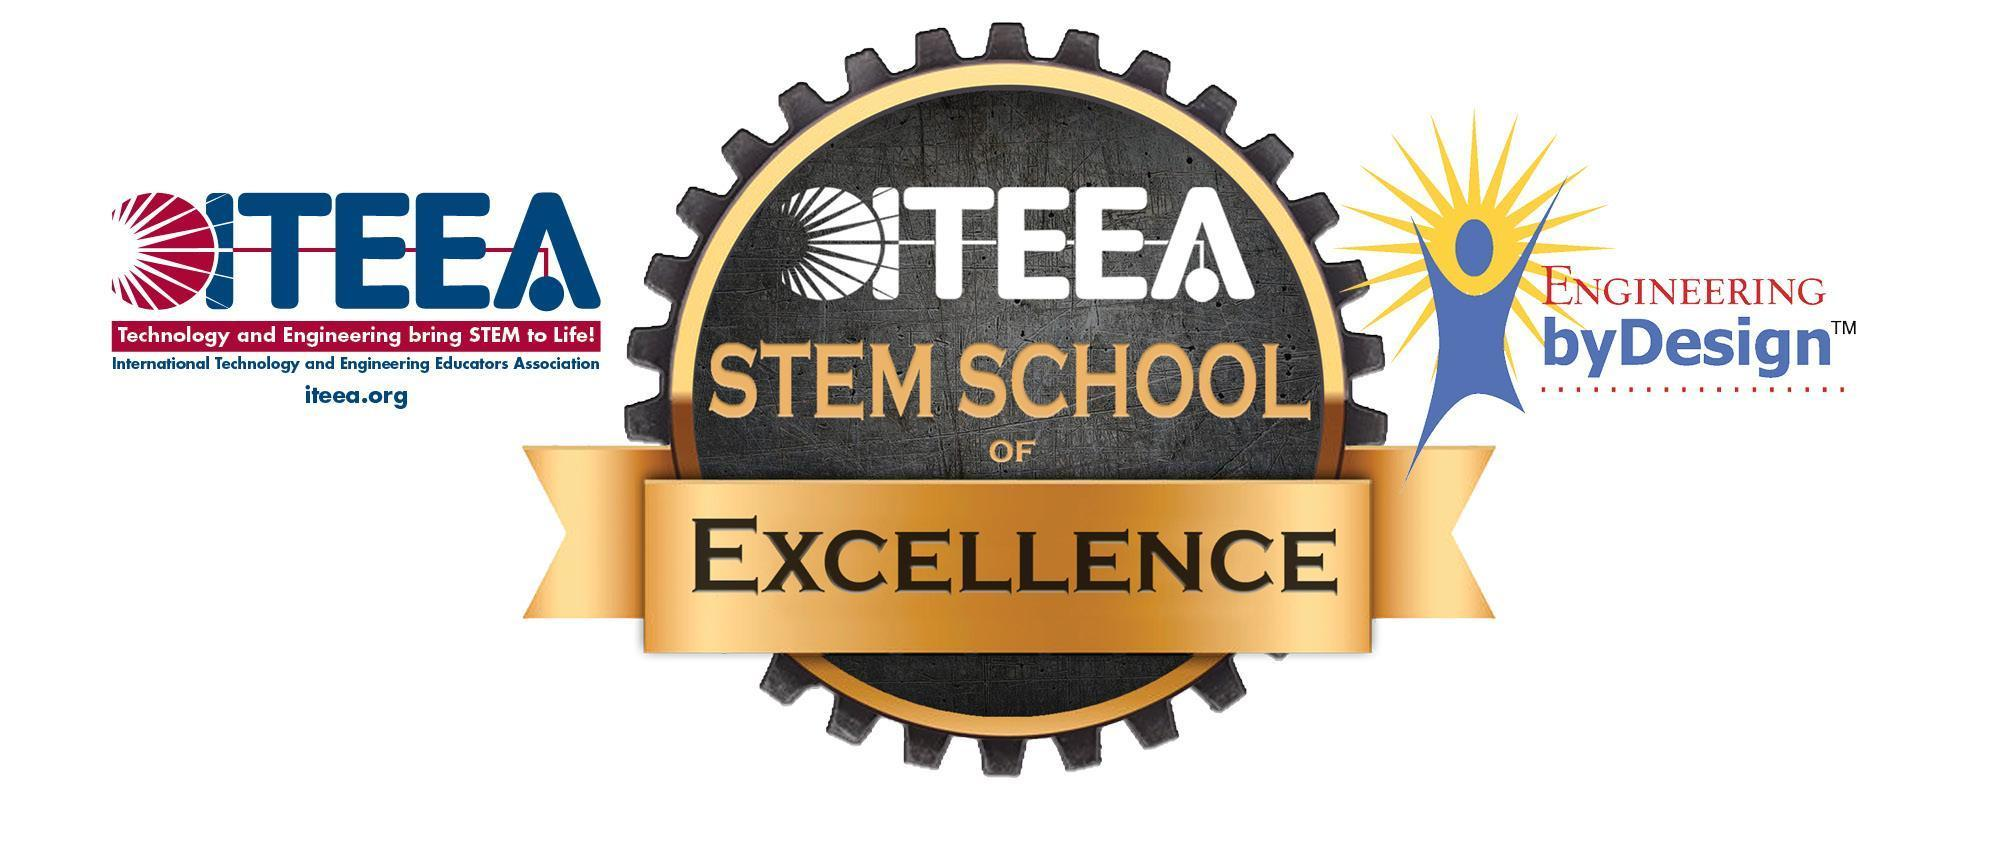 ITEEA
Technology and Engineering bring STEM to Life!
International Technology and Engineering Educators Association
iteea.org
ITEEA
STEM SCHOOL
OF
EXCELLENCE
ENGINEERING
byDesign™